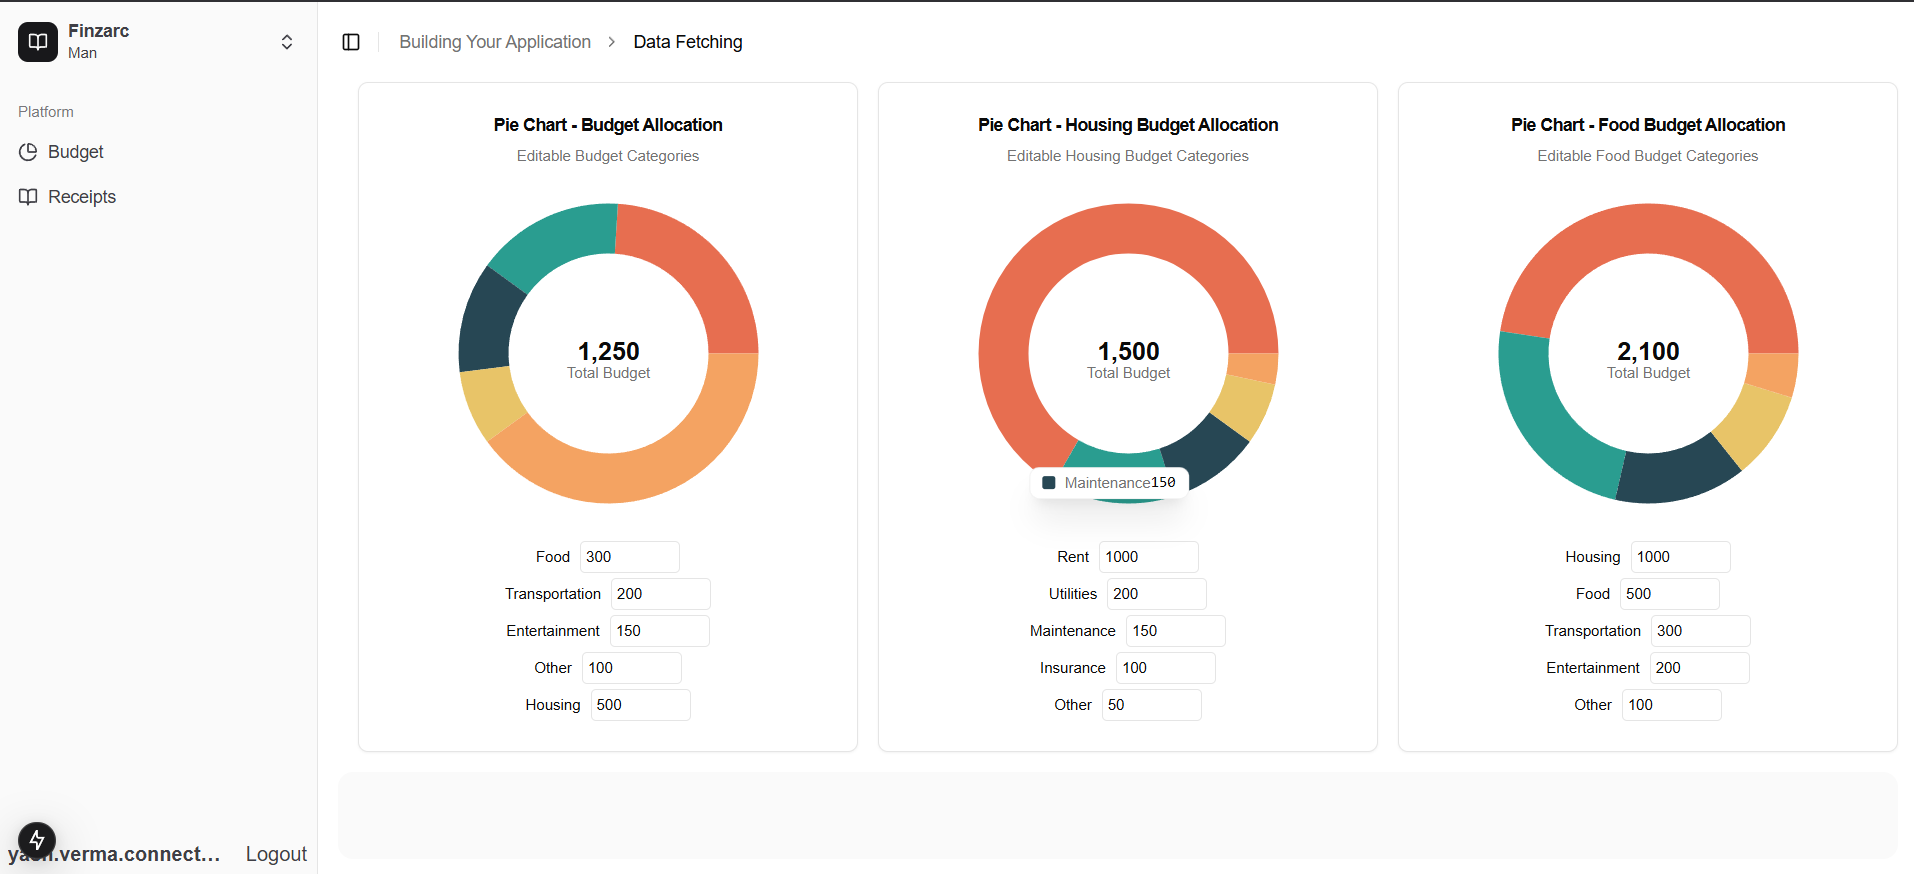 Finzarc
Man
Building Your Application > Data Fetching
Platform
Budget
Receipts
Pie Chart - Budget Allocation
Editable Budget Categories
1,250
Total Budget
Food 300
Transportation 200
Entertainment 150
Other 100
Housing 500
Pie Chart - Housing Budget Allocation
Editable Housing Budget Categories
1,500
Total Budget
Maintenance150
Rent 1000
Utilities 200
Maintenance 150
Insurance 100
Other 50
Pie Chart - Food Budget Allocation
Editable Food Budget Categories
2,100
Total Budget
Housing 1000
Food 500
Transportation 300
Entertainment 200
Other 100
.verma.connect... Logout